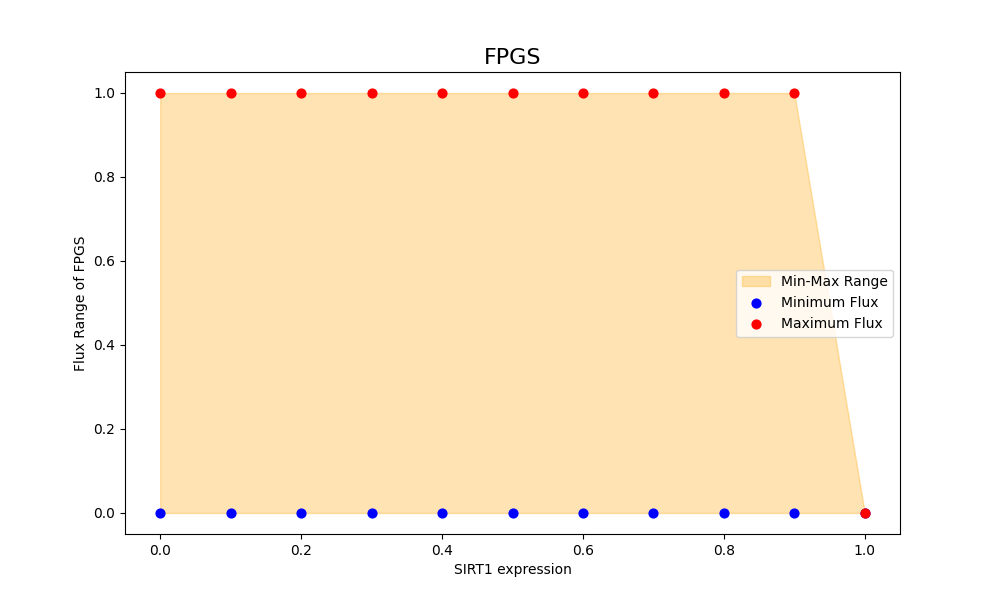 FPGS
1.0
0.8
0.6
0.4
0.2
0.0
Flux Range of FPGS
Min-Max Range
Minimum Flux
Maximum Flux
0.0 0.2 0.4 0.6 0.8 1.0
SIRT1 expression